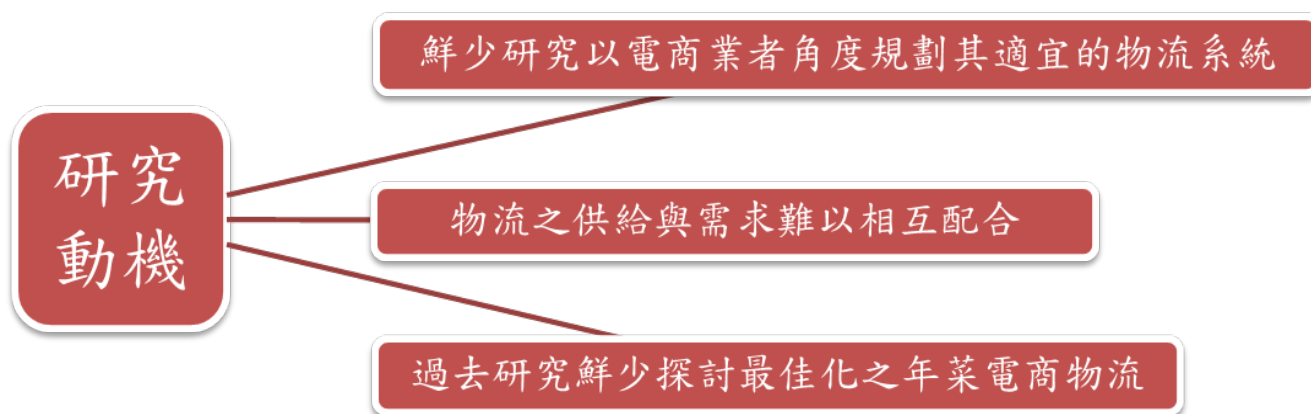 研究
動機
鮮少研究以電商業者角度規劃其適宜的物流系統
物流之供給與需求難以相互配合
過去研究鮮少探討最佳化之年菜電商物流